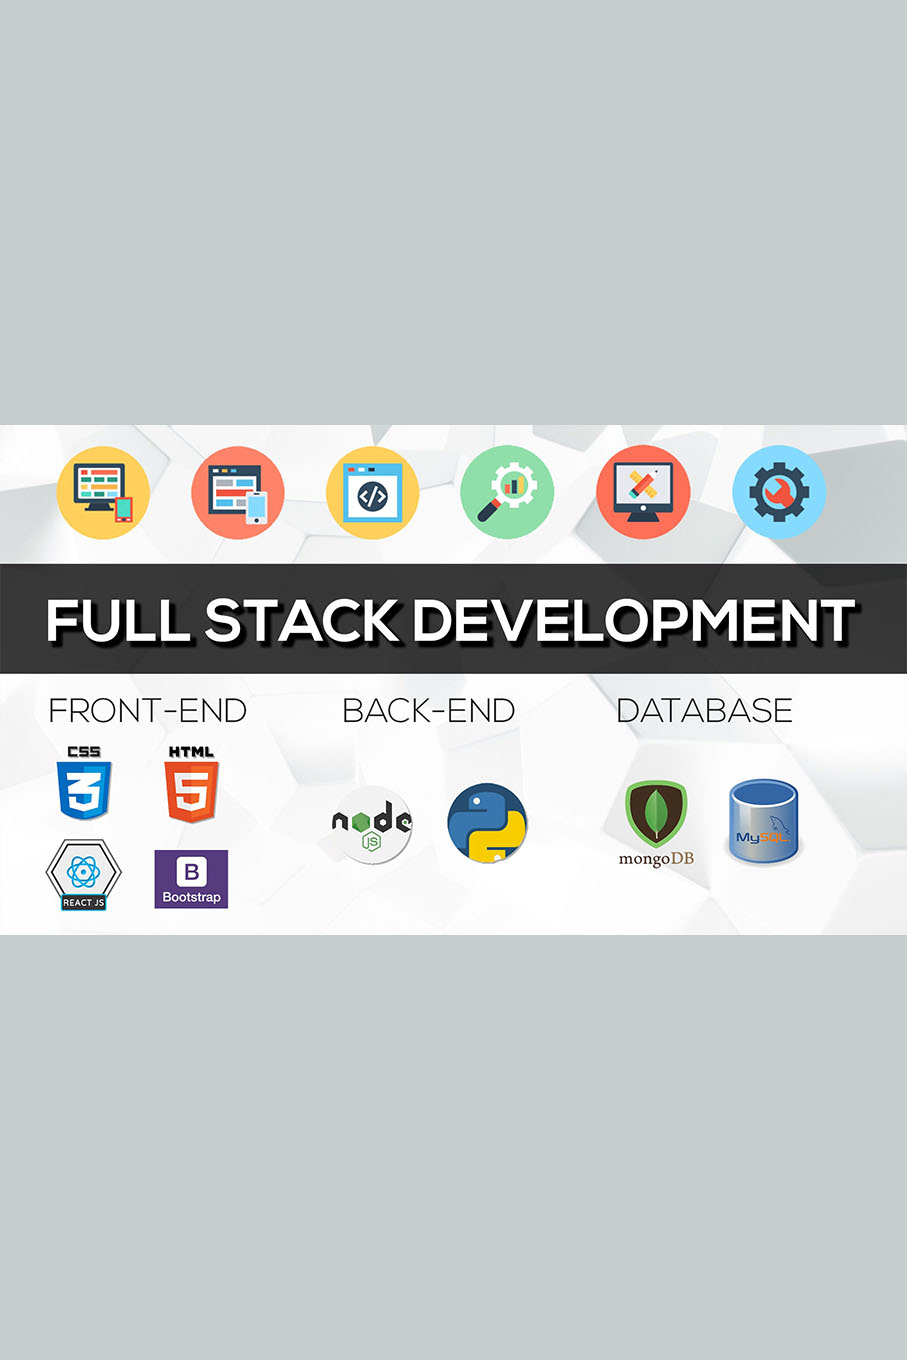 </>
FULL STACK DEVELOPMENT
FRONT-END
CSS
3
HTML
5
REACT JS
B
Bootstrap
BACK-END
node
JS
DATABASE
mongoDB
MySQL